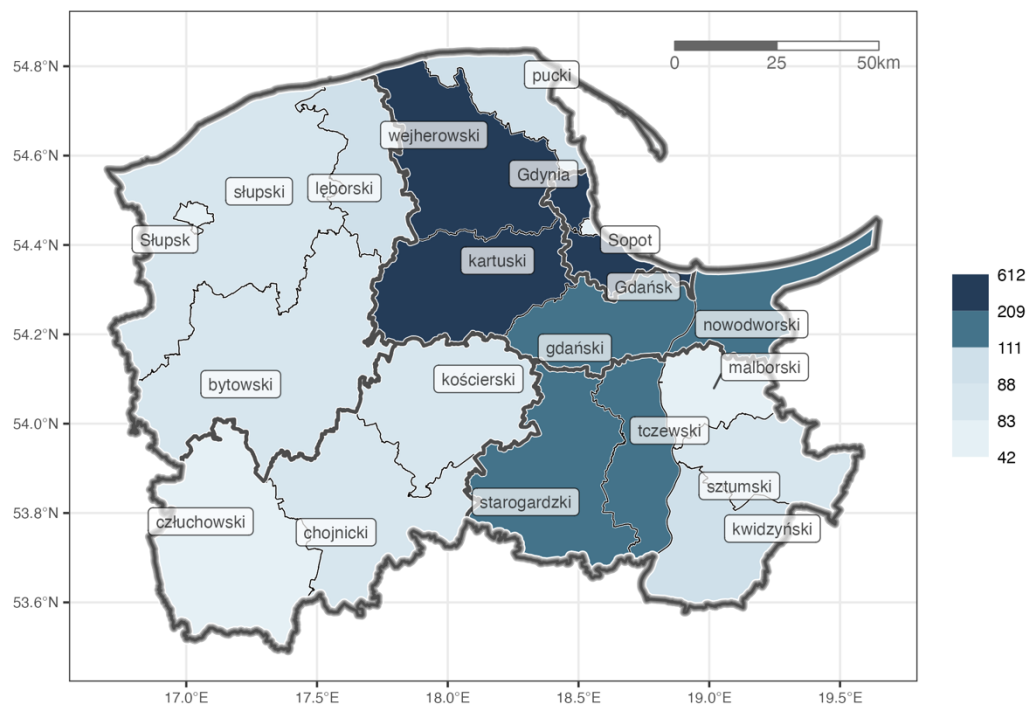 54.8°N
54.6°N
54.4°N
54.2°N
54.0°N
53.8°N
53.6°N
0
25
50km
pucki
wejherowski
Gdynia
słupski
lęborski
Słupsk
Sopot
kartuski
Gdańsk
nowodworski
gdański
malborski
bytowski
kościerski
tczewski
sztumski
starogardzki
człuchowski
chojnicki
kwidzyński
612
209
111
88
83
42
17.0°E
17.5°E
18.0°E
18.5°E
19.0°E
19.5°E